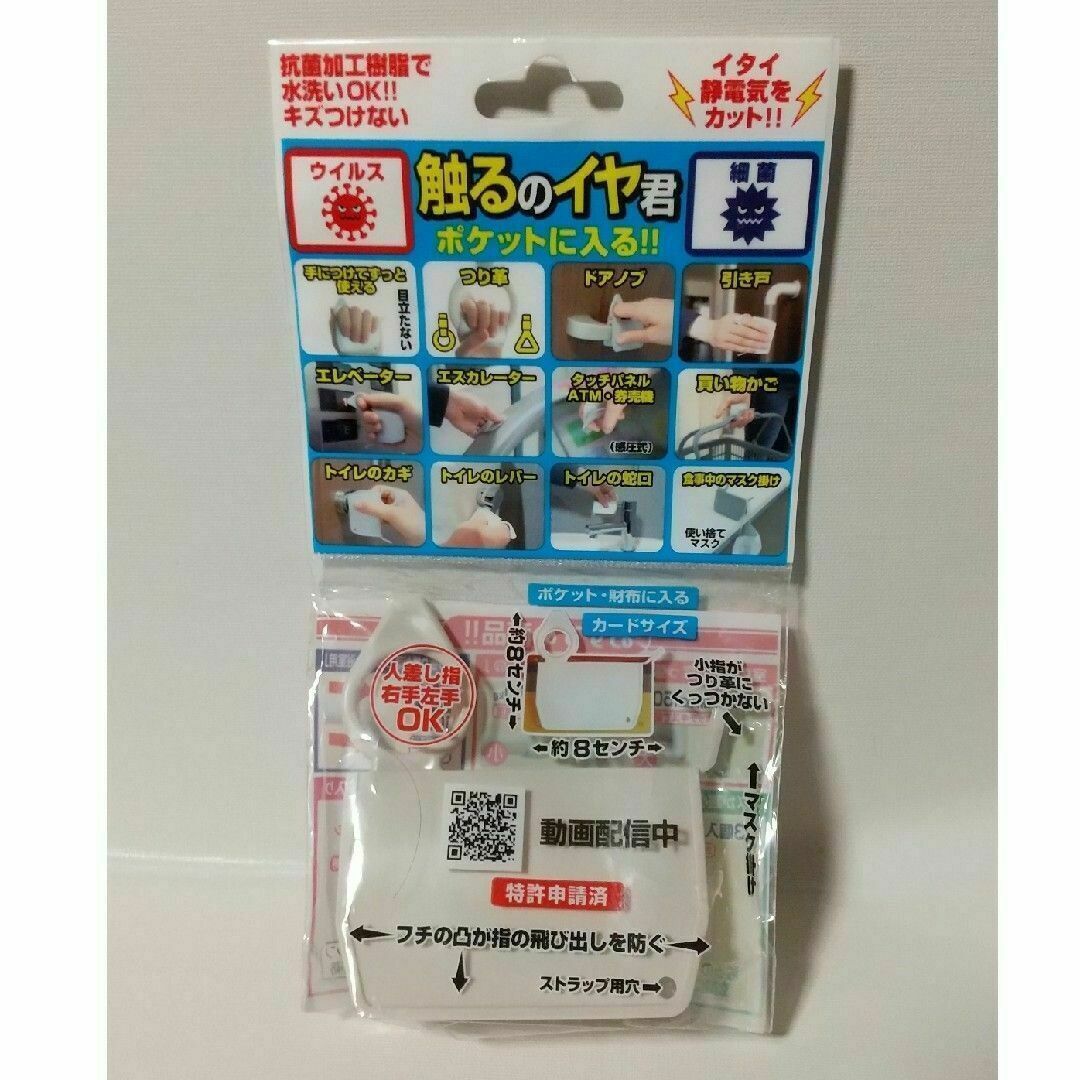 抗菌加工樹脂で
水洗いOK!!
キズつけない
イタイ
静電気を
カット!!
ウイルス
触るのイヤ君
細菌
ポケットに入る!!
手につけてずっと
使える
目立たない
つり革
ドアノブ
引き戸
エレベーター
エスカレーター
タッチパネル
ATM・券売機
(感圧式)
買い物かご
トイレのカギ
トイレのレバー
トイレの蛇口
食事中のマスク掛け
使い捨て
マスク
ポケット・財布に入る
カードサイズ
約8センチ
約8センチ
人差し指
右手左手
OK
小指が
つり革に
くっつかない
マスク掛け
動画配信中
特許申請済
フチの凸が指の飛び出しを防ぐ
ストラップ用穴